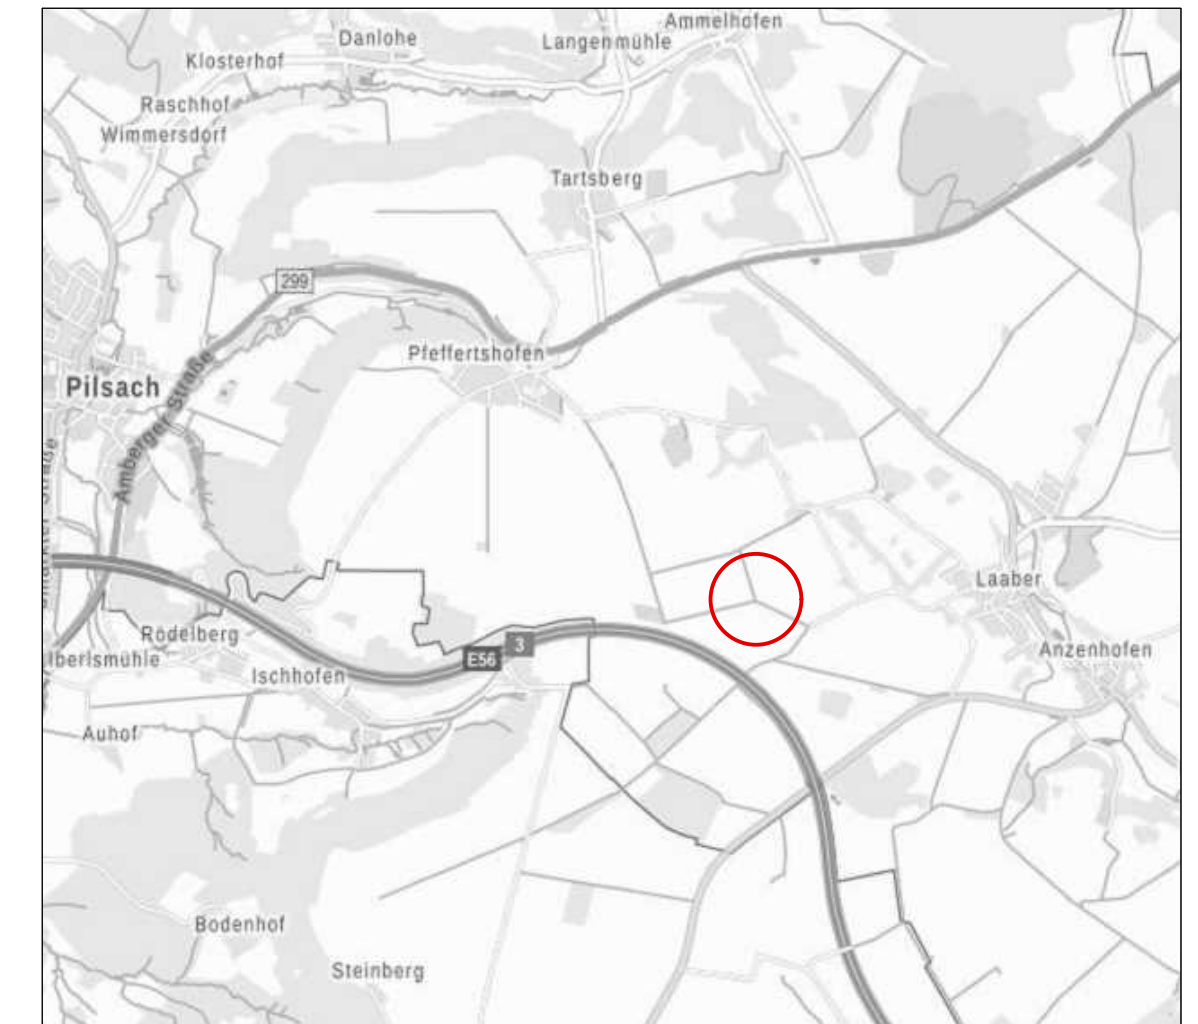 Ammelhofen
Danlohe
Langenmühle
Klosterhof
Raschhof
Wimmersdorf
Tartsberg
299
Pfeffertshofen
Pilsach
Amberger Straße
Laaber
Rödelberg
3
E56
Anzenhofen
Iberlsmühle
Ischhofen
Auhof
Bodenhof
Steinberg